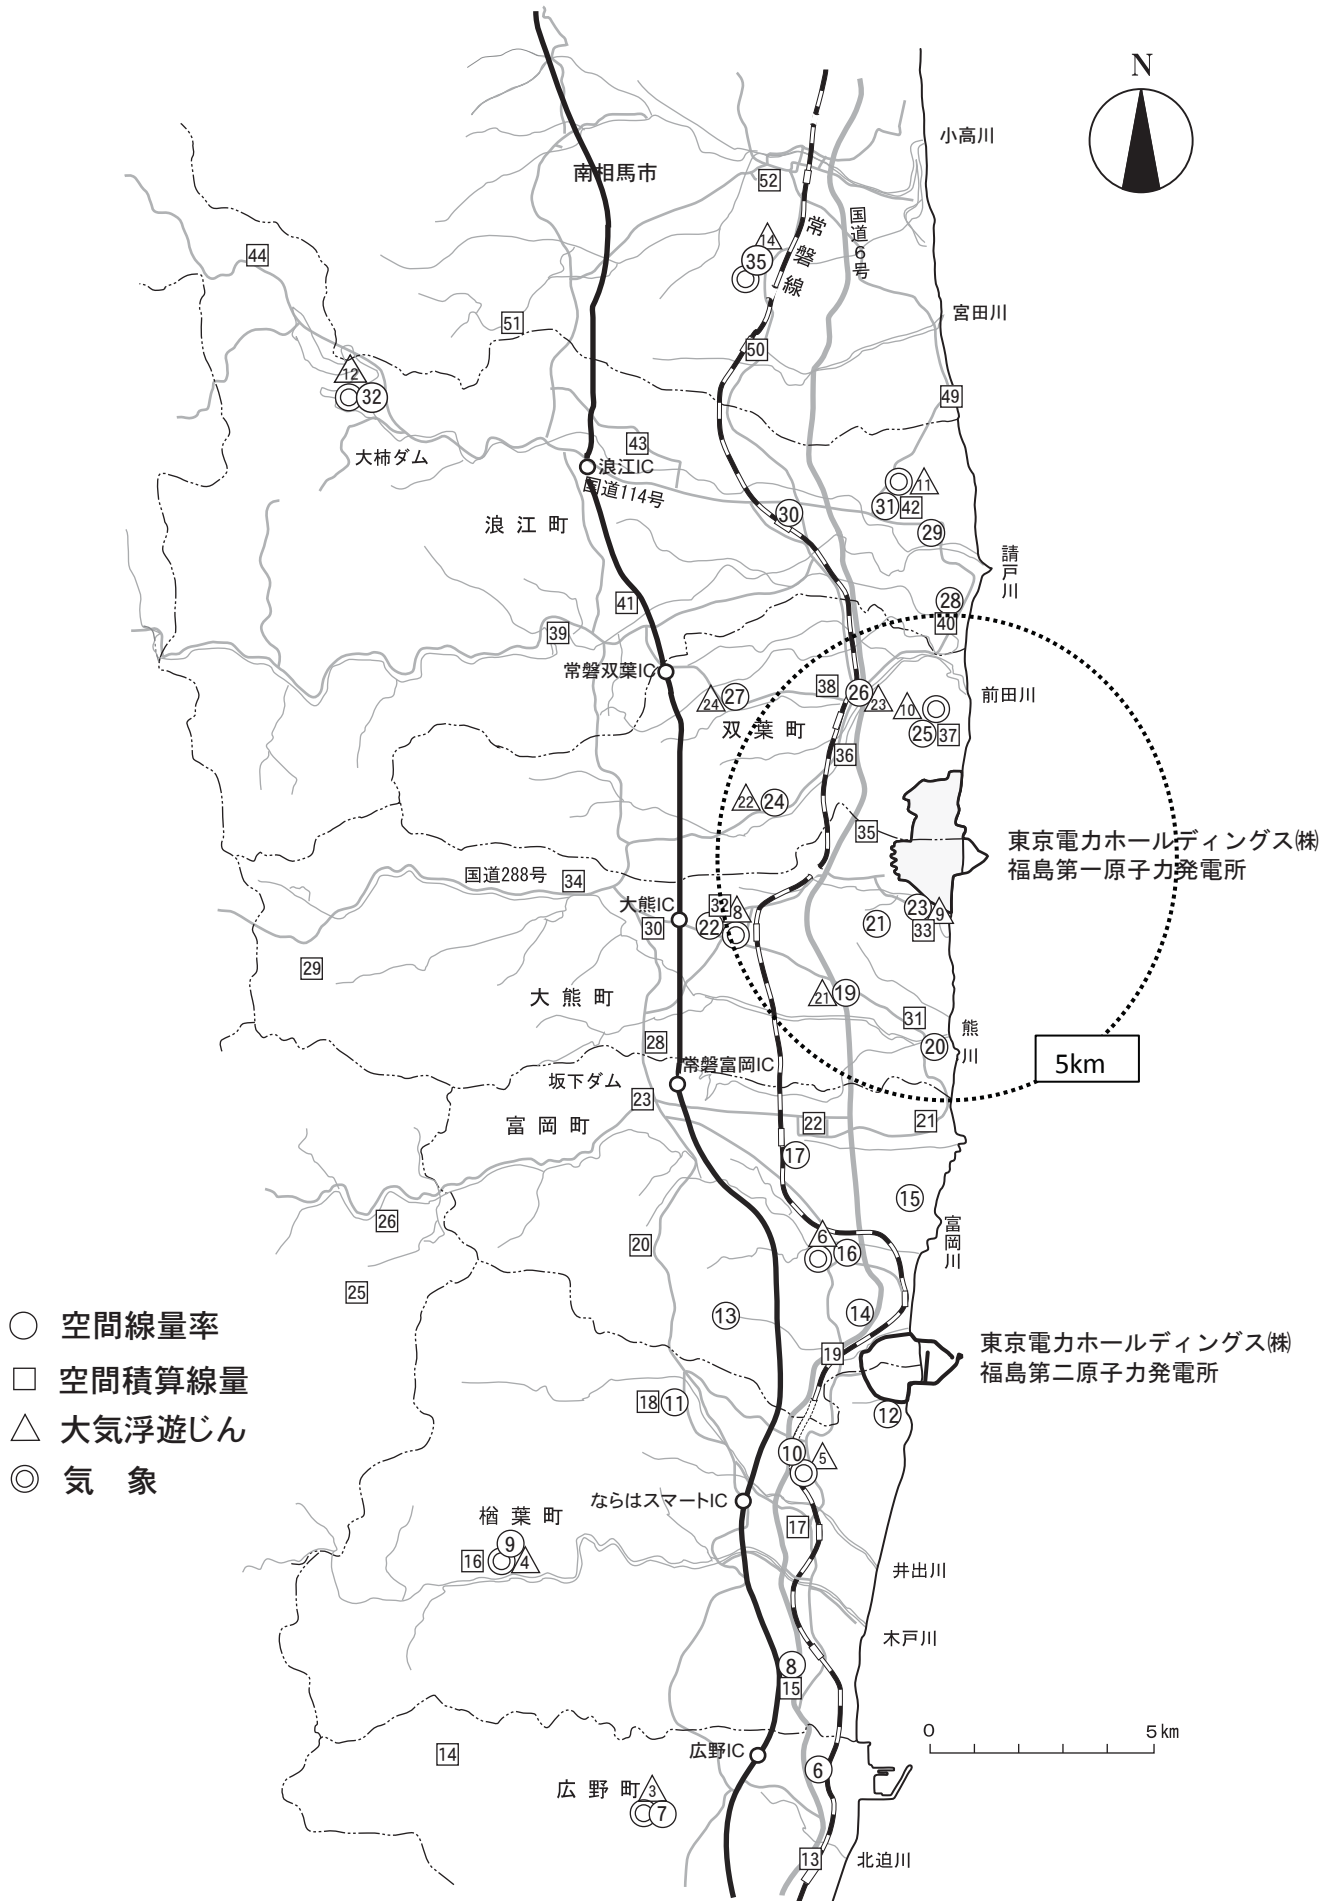 N
小高川
南相馬市
52
国道6号
常磐線
14
35
44
宮田川
51
50
12
32
49
43
大柿ダム
浪江IC
国道114号
11
31
42
30
29
浪江町
請戸川
28
41
40
39
常磐双葉IC
38
26
24
27
23
10
前田川
双葉町
25
37
36
22
24
35
東京電力ホールディングス㈱
福島第一原子力発電所
国道288号
34
大熊IC
32
8
23
9
30
22
21
33
29
大熊町
21
19
31
熊川
28
20
常磐富岡IC
5km
坂下ダム
23
富岡町
22
21
17
15
26
富岡川
20
6
16
25
13
14
○ 空間線量率
19
東京電力ホールディングス㈱
福島第二原子力発電所
□ 空間積算線量
18
11
12
△ 大気浮遊じん
10
5
◎ 気 象
ならはスマートIC
楢葉町
17
9
16
4
井出川
木戸川
8
15
0
5km
14
広野IC
6
広野町
3
7
13
北迫川